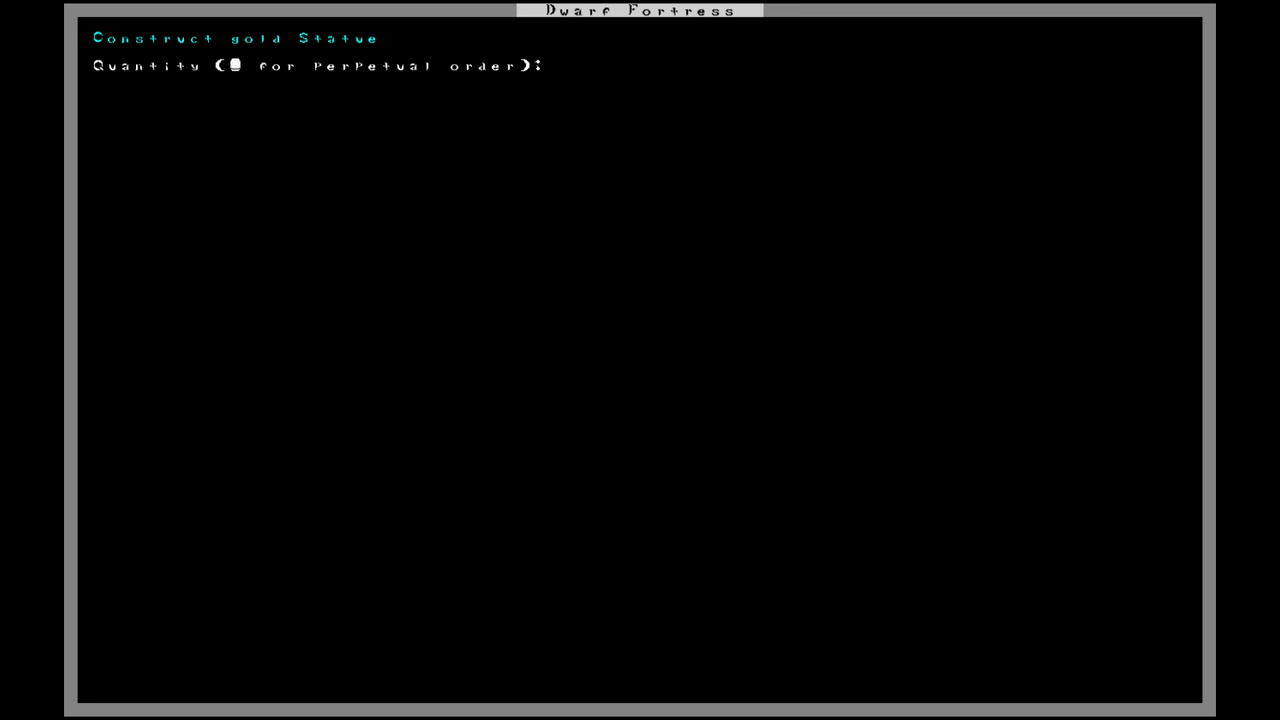 Dwarf Fortress
Construct gold Statue
Quantity (0 for perpetual order):